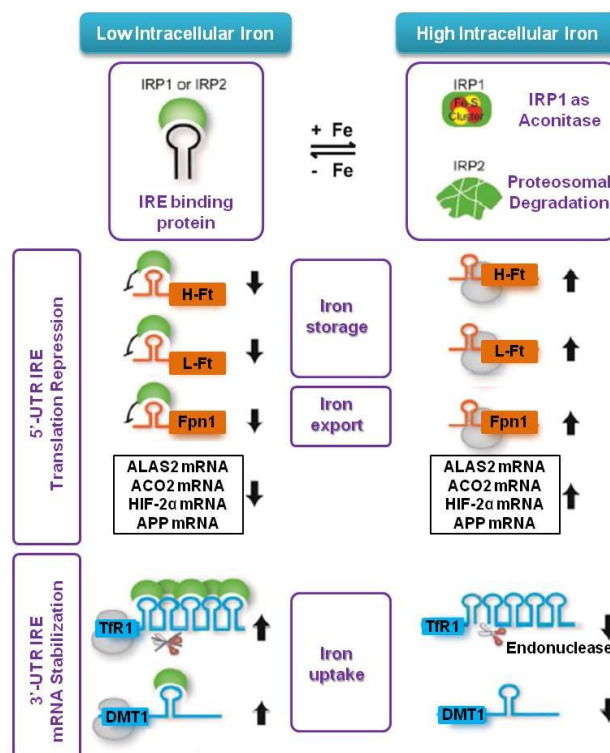 Low Intracellular Iron
High Intracellular Iron
IRP1 or IRP2
IRE binding
protein
+ Fe
- Fe
IRP1
Fe-S
Cluster
IRP1 as
Aconitase
IRP2
Proteosomal
Degradation
5'-UTR IRE
Translation Repression
H-Ft
L-Ft
Fpn1
ALAS2 mRNA
ACO2 mRNA
HIF-2α mRNA
APP mRNA
Iron
storage
Iron
export
H-Ft
L-Ft
Fpn1
ALAS2 mRNA
ACO2 mRNA
HIF-2α mRNA
APP mRNA
3'-UTR IRE
mRNA Stabilization
TfR1
DMT1
Iron
uptake
TfR1
Endonuclease
DMT1